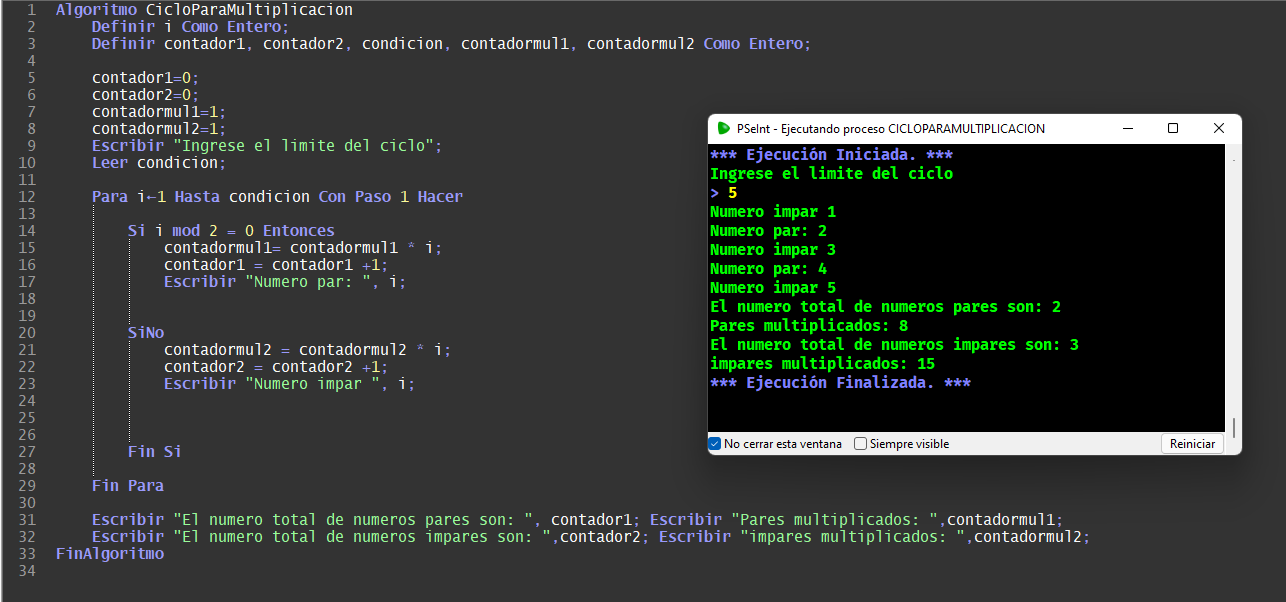 1 Algoritmo CicloParaMultiplicacion
2 Definir i Como Entero;
3 Definir contador1, contador2, condicion, contadormul1, contadormul2 Como Entero;
4
5 contador1=0;
6 contador2=0;
7 contadormul1=1;
8 contadormul2=1;
9 Escribir "Ingrese el limite del ciclo";
10 Leer condicion;
11
12 Para i←1 Hasta condicion Con Paso 1 Hacer
13
14 Si i mod 2 = 0 Entonces
15 contadormul1= contadormul1 * i;
16 contador1 = contador1 +1;
17 Escribir "Numero par: ", i;
18
19
20 SiNo
21 contadormul2 = contadormul2 * i;
22 contador2 = contador2 +1;
23 Escribir "Numero impar ", i;
24
25
26
27 Fin Si
28
29 Fin Para
30
31 Escribir "El numero total de numeros pares son: ", contador1; Escribir "Pares multiplicados: ",contadormul1;
32 Escribir "El numero total de numeros impares son: ",contador2; Escribir "impares multiplicados: ",contadormul2;
33 FinAlgoritmo
34
PSeInt - Ejecutando proceso CICLOPARAMULTIPLICACION
*** Ejecución Iniciada. ***
Ingrese el limite del ciclo
> 5
Numero impar 1
Numero par: 2
Numero impar 3
Numero par: 4
Numero impar 5
El numero total de numeros pares son: 2
Pares multiplicados: 8
El numero total de numeros impares son: 3
impares multiplicados: 15
*** Ejecución Finalizada. ***
No cerrar esta ventana Siempre visible Reiniciar